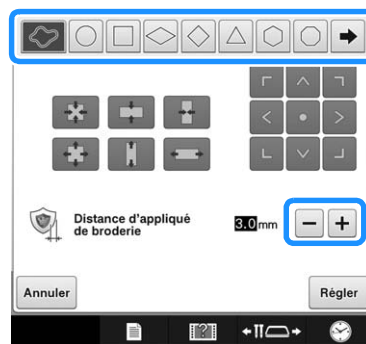 Distance d'appliqué
de broderie
3.0 mm
Annuler
Régler